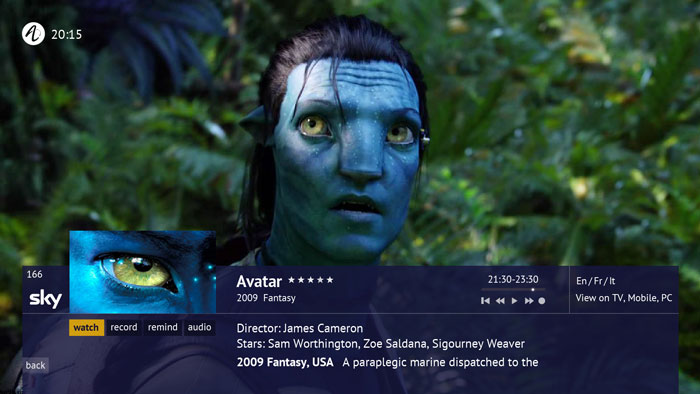 20:15
166
sky
Avatar ★★★★★
2009 Fantasy
21:30-23:30
En/Fr/It
View on TV, Mobile, PC
watch record remind audio
Director: James Cameron
Stars: Sam Worthington, Zoe Saldana, Sigourney Weaver
2009 Fantasy, USA A paraplegic marine dispatched to the
back